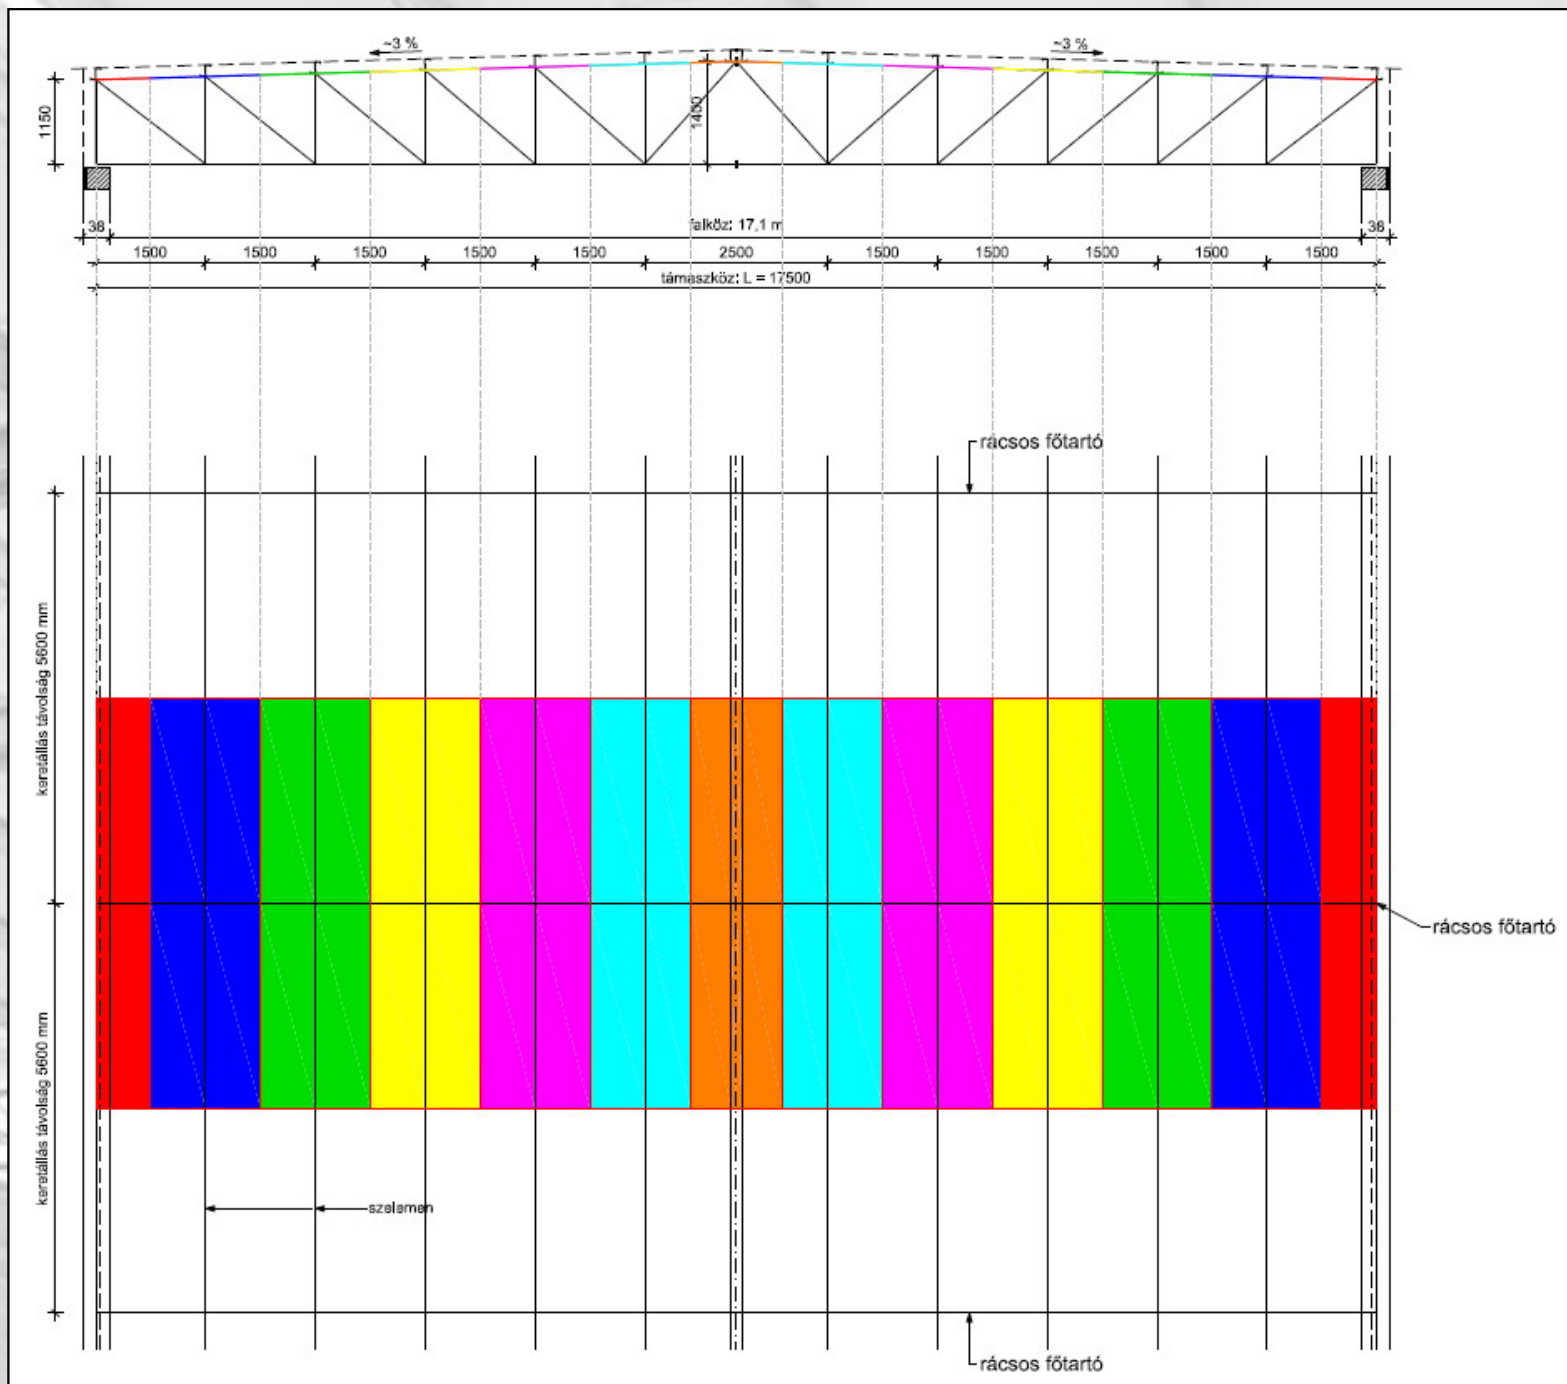 ~3 %
~3 %
1150
1400
38
falköz: 17,1 m
38
1500
1500
1500
1500
1500
2500
1500
1500
1500
1500
1500
támaszköz: L = 17500
rácsos főtartó
keretállás távolság 5600 mm
rácsos főtartó
keretállás távolság 5600 mm
szelemen
rácsos főtartó